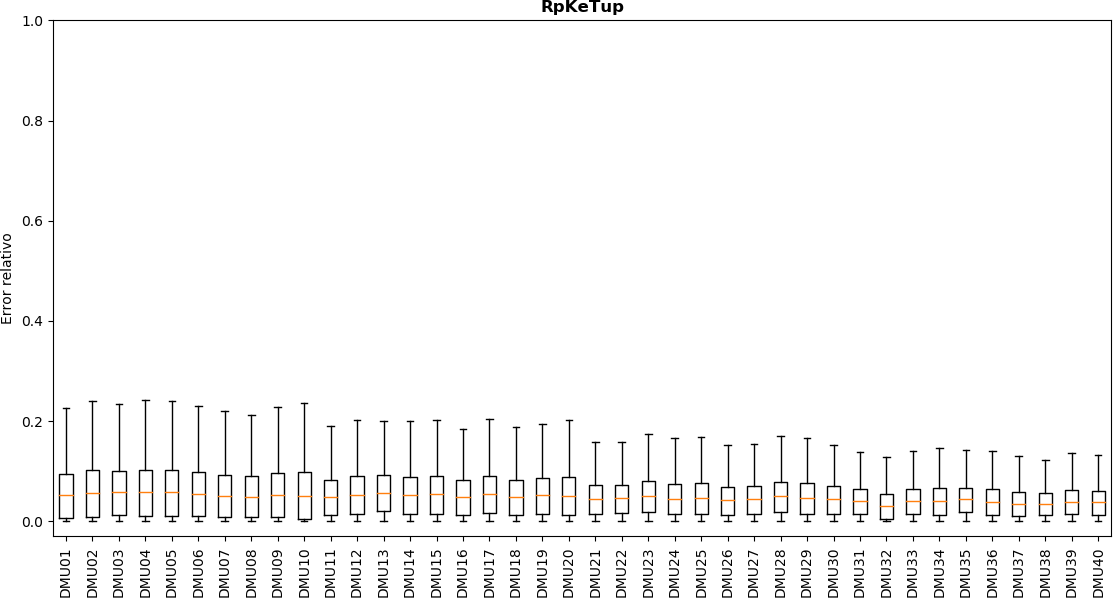 RpKeTup
1.0
0.8
0.6
0.4
0.2
0.0
Error relativo
DMU01
DMU02
DMU03
DMU04
DMU05
DMU06
DMU07
DMU08
DMU09
DMU10
DMU11
DMU12
DMU13
DMU14
DMU15
DMU16
DMU17
DMU18
DMU19
DMU20
DMU21
DMU22
DMU23
DMU24
DMU25
DMU26
DMU27
DMU28
DMU29
DMU30
DMU31
DMU32
DMU33
DMU34
DMU35
DMU36
DMU37
DMU38
DMU39
DMU40